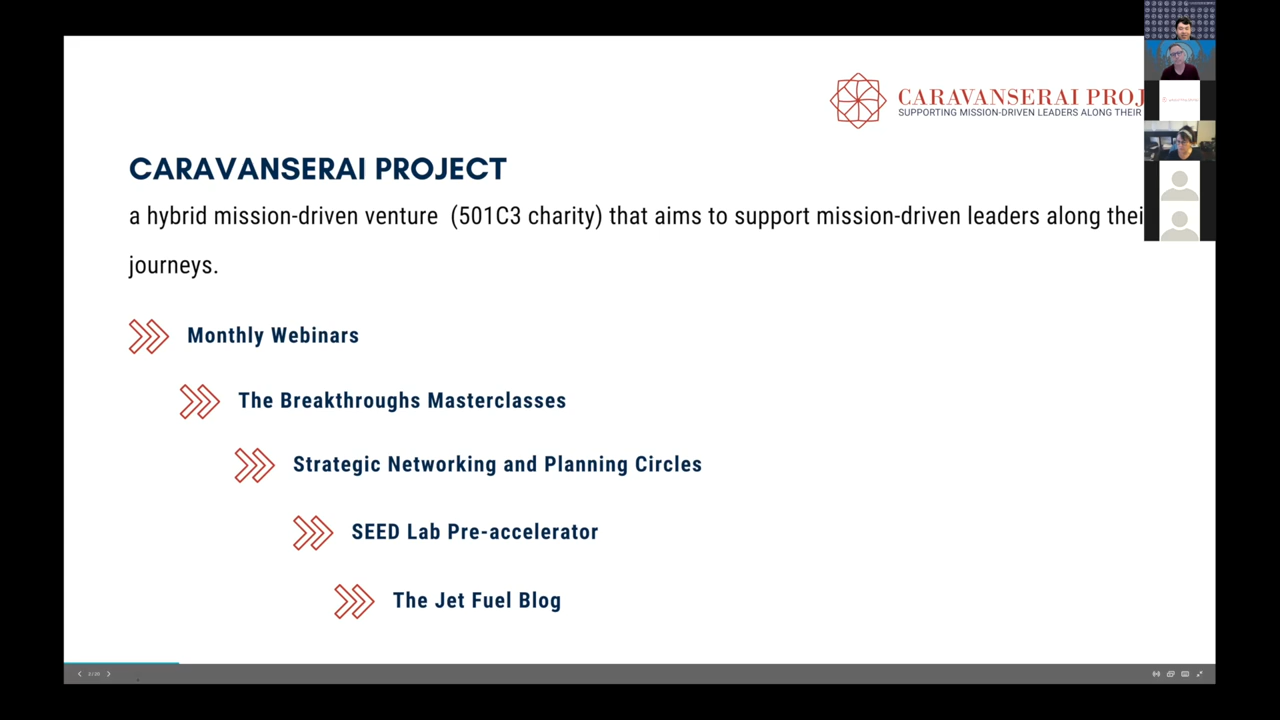 CARAVANSERAI PROJ
SUPPORTING MISSION-DRIVEN LEADERS ALONG THEIR
CARAVANSERAI PROJECT
a hybrid mission-driven venture (501C3 charity) that aims to support mission-driven leaders along thei
journeys.
Monthly Webinars
The Breakthroughs Masterclasses
Strategic Networking and Planning Circles
SEED Lab Pre-accelerator
The Jet Fuel Blog
2 / 20